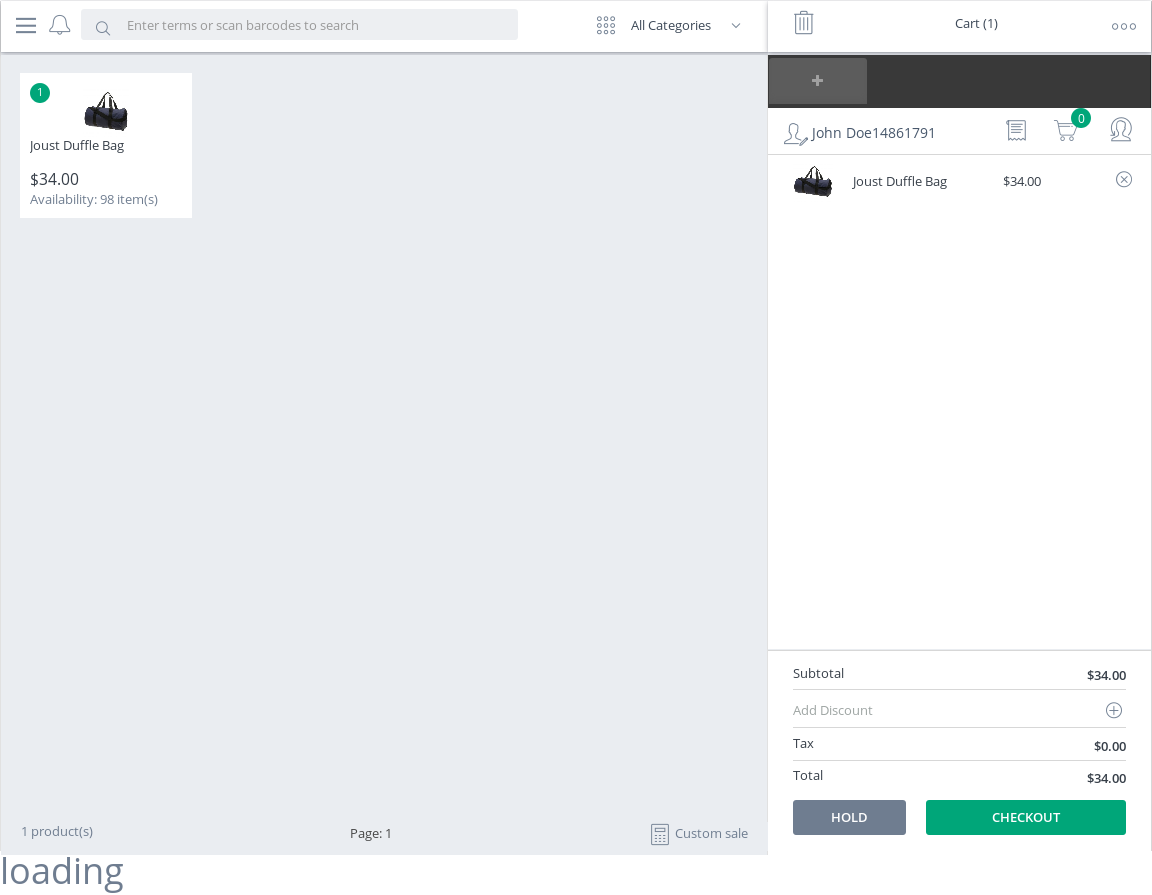 Enter terms or scan barcodes to search
All Categories
Cart (1)
1
Joust Duffle Bag
$34.00
Availability: 98 item(s)
+
John Doe14861791
0
Joust Duffle Bag $34.00
Subtotal $34.00
Add Discount
Tax $0.00
Total $34.00
HOLD CHECKOUT
1 product(s) Page: 1 Custom sale
loading